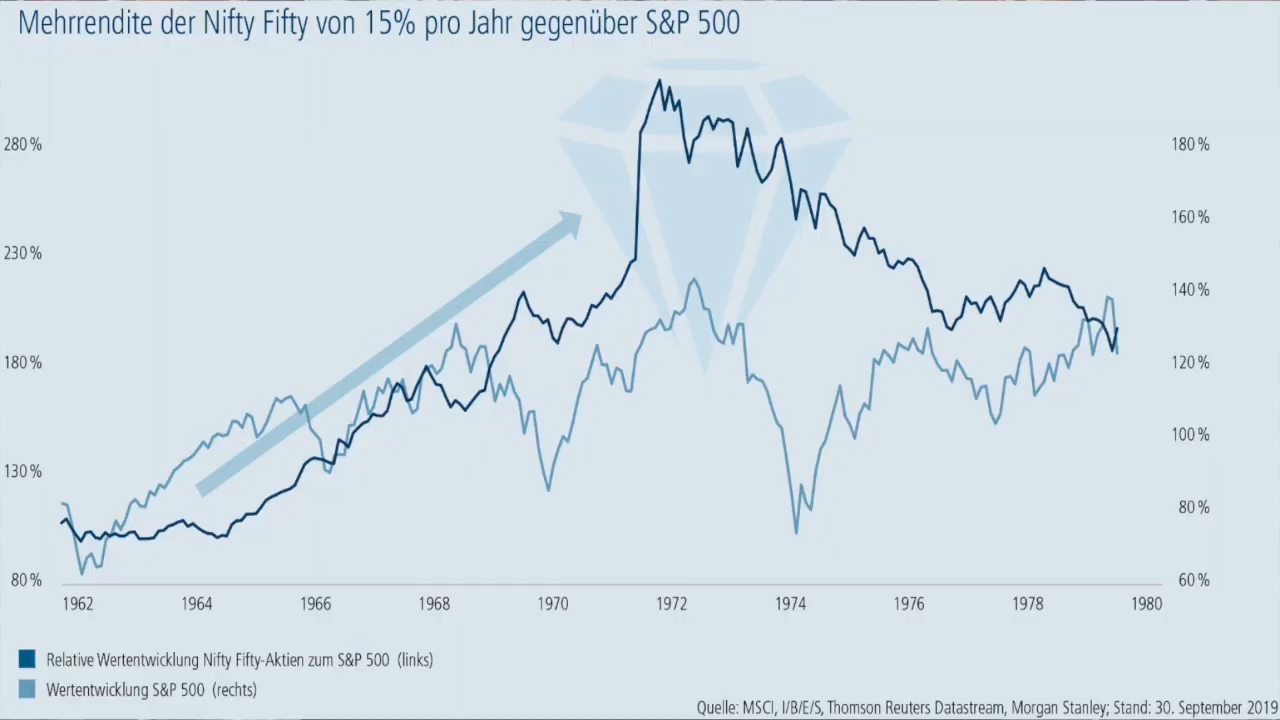 Mehrrendite der Nifty Fifty von 15% pro Jahr gegenüber S&P 500
280 %
230 %
180 %
130 %
80 %
180 %
160 %
140 %
120 %
100 %
80 %
60 %
1962 1964 1966 1968 1970 1972 1974 1976 1978 1980
Relative Wertentwicklung Nifty Fifty-Aktien zum S&P 500 (links)
Wertentwicklung S&P 500 (rechts)
Quelle: MSCI, I/B/E/S, Thomson Reuters Datastream, Morgan Stanley; Stand: 30. September 2019